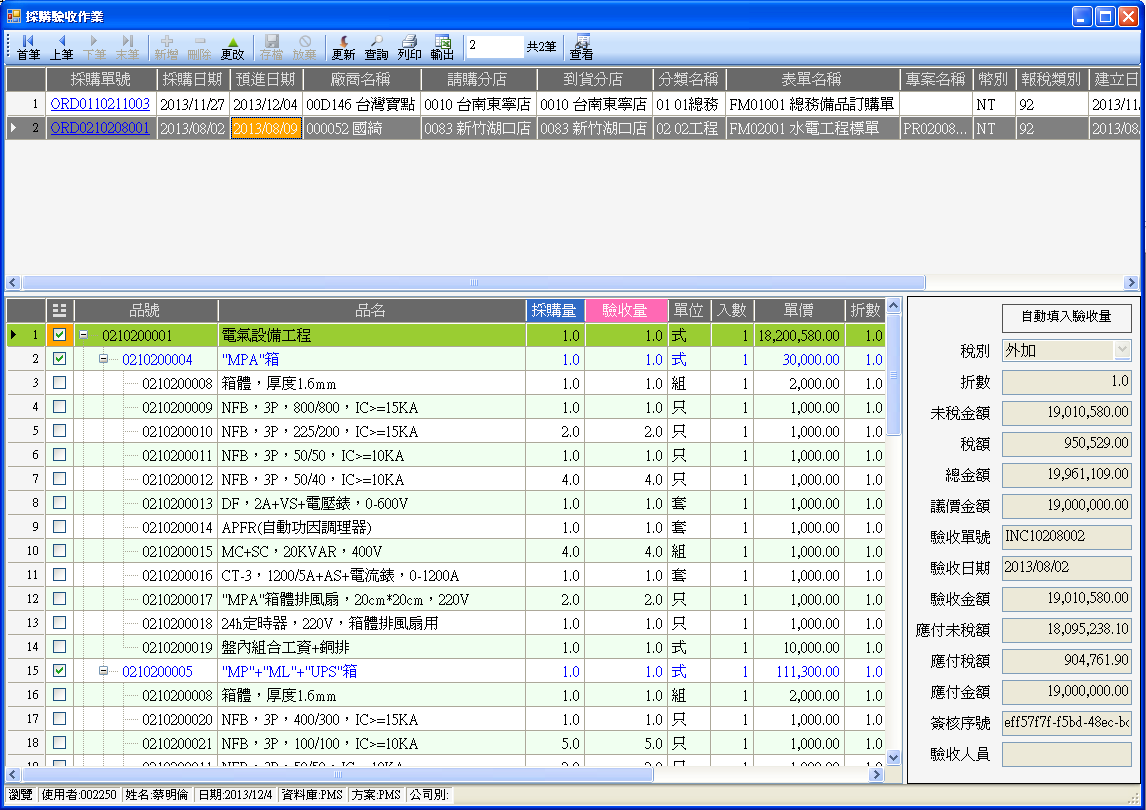 採購驗收作業
首筆 上筆 下筆 末筆 新增 刪除 更改 存檔 放棄 更新 查詢 列印 輸出 2 共2筆 查看
採購單號 採購日期 預進日期 廠商名稱 請購分店 到貨分店 分類名稱 表單名稱 專案名稱 幣別 報稅類別 建立日
1 ORD0110211003 2013/11/27 2013/12/04 00D146 台灣寶點 0010 台南東寧店 0010 台南東寧店 01 01總務 FM01001 總務備品訂購單 NT 92 2013/11.
2 ORD0210208001 2013/08/02 2013/08/09 000052 國綺 0083 新竹湖口店 0083 新竹湖口店 02 02工程 FM02001 水電工程標單 PR02008... NT 92 2013/08.
品號 品名 採購量 驗收量 單位 入數 單價 折數
1 0210200001 電氣設備工程 1.0 1.0 式 1 18,200,580.00 1.0
2 0210200004 "MPA"箱 1.0 1.0 式 1 30,000.00 1.0
3 0210200008 箱體，厚度1.6mm 1.0 1.0 組 1 2,000.00 1.0
4 0210200009 NFB，3P，800/800，IC>=15KA 1.0 1.0 只 1 1,000.00 1.0
5 0210200010 NFB，3P，225/200，IC>=15KA 2.0 2.0 只 1 1,000.00 1.0
6 0210200011 NFB，3P，50/50，IC>=10KA 1.0 1.0 只 1 1,000.00 1.0
7 0210200012 NFB，3P，50/40，IC>=10KA 4.0 4.0 只 1 1,000.00 1.0
8 0210200013 DF，2A+VS+電壓錶，0-600V 1.0 1.0 套 1 1,000.00 1.0
9 0210200014 APFR(自動功因調理器) 1.0 1.0 套 1 1,000.00 1.0
10 0210200015 MC+SC，20KVAR，400V 4.0 4.0 組 1 1,000.00 1.0
11 0210200016 CT-3，1200/5A+AS+電流錶，0-1200A 1.0 1.0 套 1 1,000.00 1.0
12 0210200017 "MPA"箱體排風扇，20cm*20cm，220V 2.0 2.0 只 1 1,000.00 1.0
13 0210200018 24h定時器，220V，箱體排風扇用 1.0 1.0 只 1 1,000.00 1.0
14 0210200019 盤內組合工資+銅排 1.0 1.0 式 1 10,000.00 1.0
15 0210200005 "MP"+"ML"+"UPS"箱 1.0 1.0 式 1 111,300.00 1.0
16 0210200008 箱體，厚度1.6mm 1.0 1.0 組 1 2,000.00 1.0
17 0210200020 NFB，3P，400/300，IC>=15KA 1.0 1.0 只 1 1,000.00 1.0
18 0210200021 NFB，3P，100/100，IC>=10KA 5.0 5.0 只 1 1,000.00 1.0
19 0210200011 NFB，3P，50/50，IC>=10KA 2.0 2.0 只 1 1,000.00 1.0
自動填入驗收量
稅別 外加
折數 1.0
未稅金額 19,010,580.00
稅額 950,529.00
總金額 19,961,109.00
議價金額 19,000,000.00
驗收單號 INC10208002
驗收日期 2013/08/02
驗收金額 19,010,580.00
應付未稅額 18,095,238.10
應付稅額 904,761.90
應付金額 19,000,000.00
簽核序號 eff57f7f-f5bd-48ec-bc
驗收人員
瀏覽 使用者:002250 姓名:蔡明倫 日期:2013/12/4 資料庫:PMS 方案:PMS 公司別: